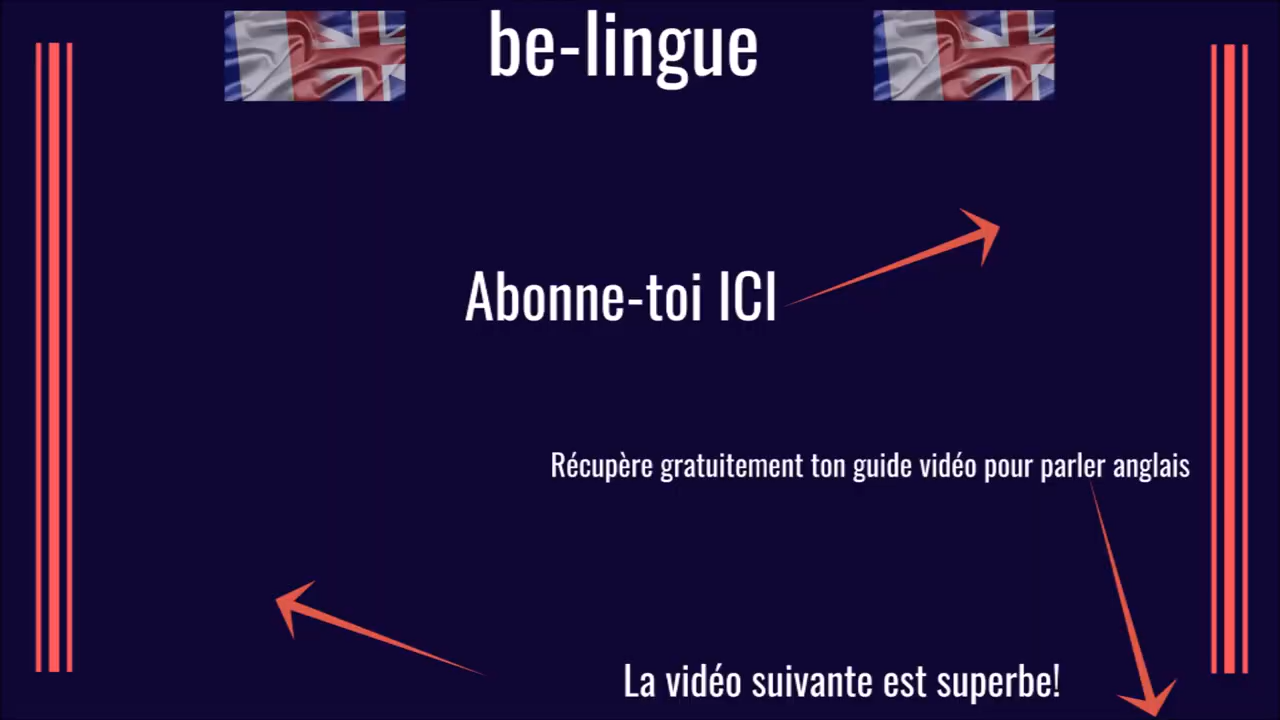 be-lingue
Abonne-toi ICI
Récupère gratuitement ton guide vidéo pour parler anglais
La vidéo suivante est superbe!